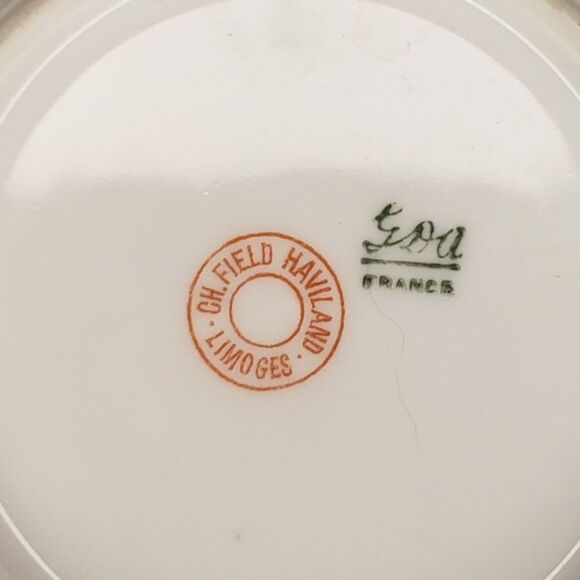 CH. FIELD HAVILAND
· LIMOGES ·
GDA
FRANCE